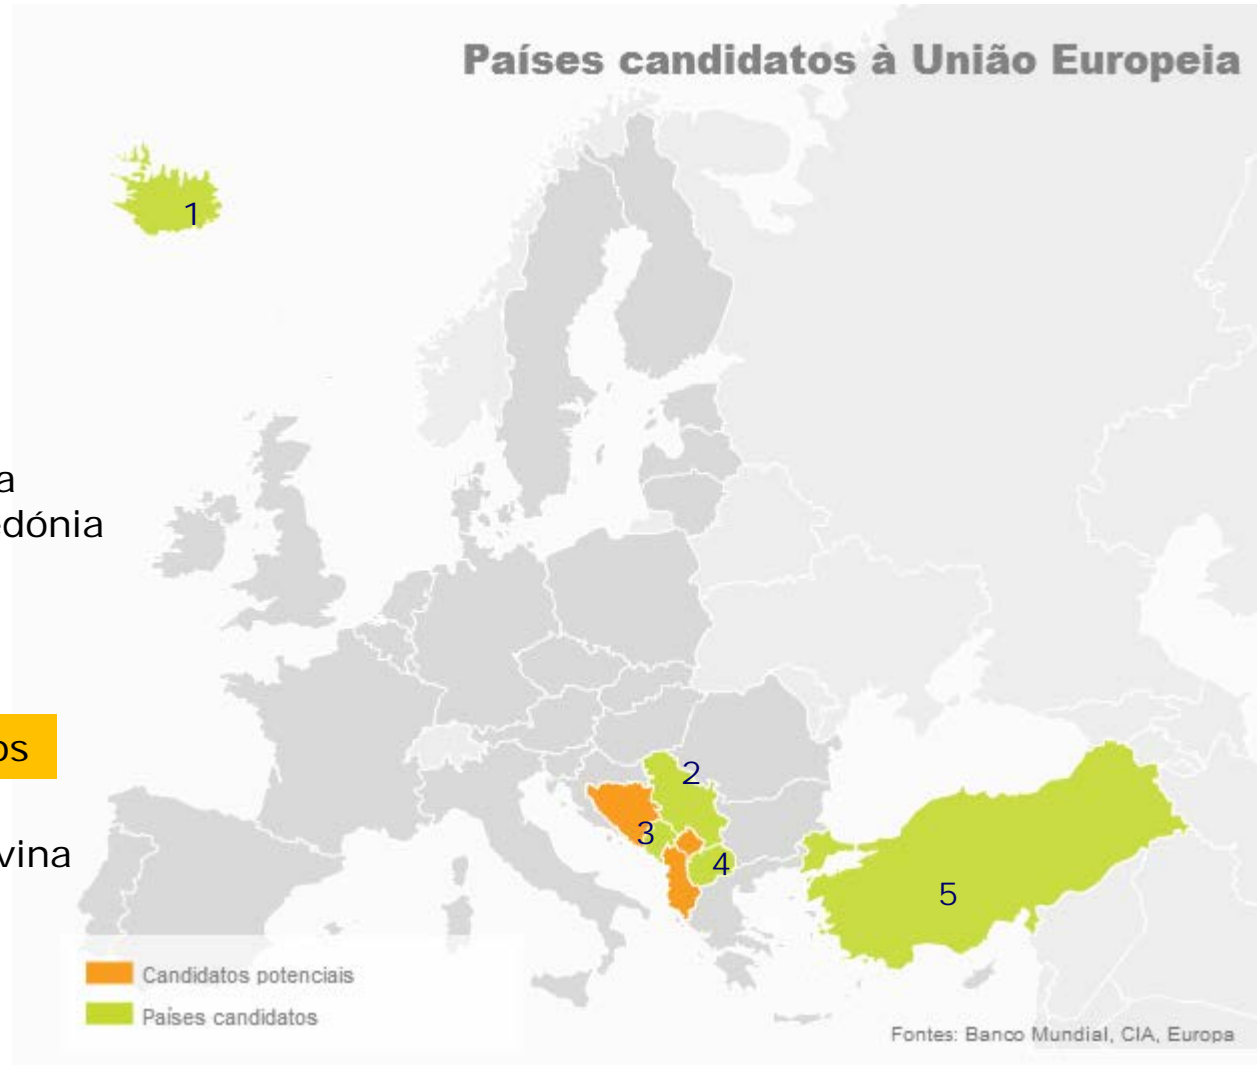 Países candidatos à União Europeia
1
a
edónia
os
vina
2
3
4
5
Candidatos potenciais
Países candidatos
Fontes: Banco Mundial, CIA, Europa